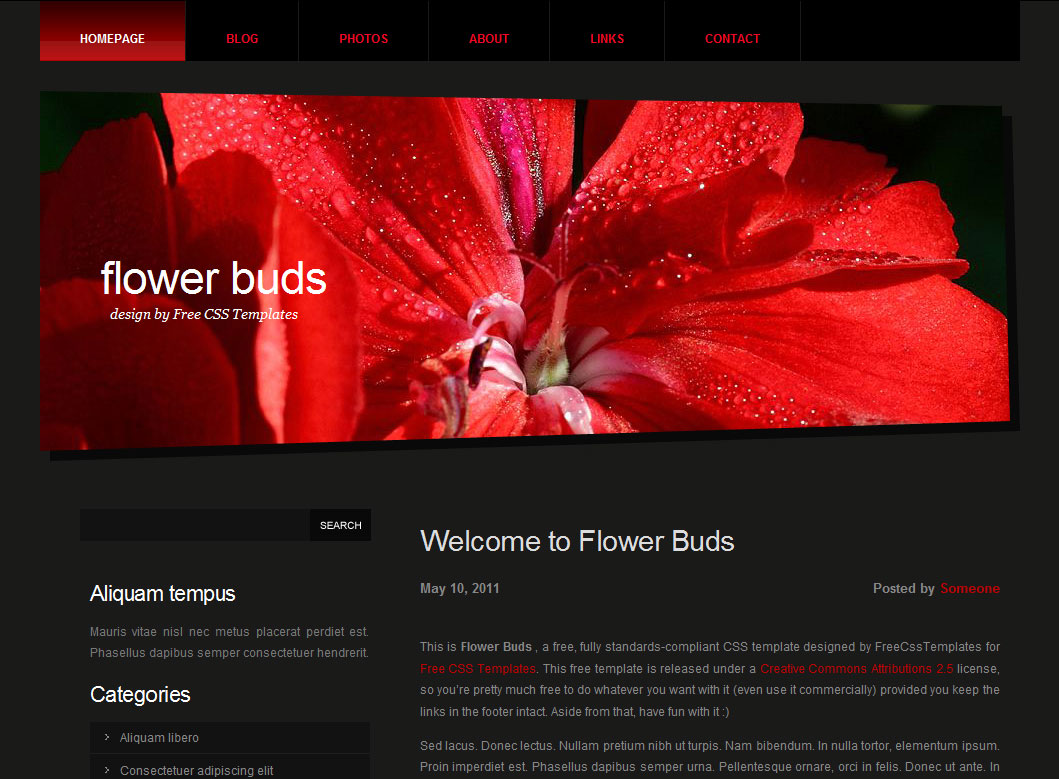 HOMEPAGE BLOG PHOTOS ABOUT LINKS CONTACT
flower buds
design by Free CSS Templates
SEARCH
Aliquam tempus
Mauris vitae nisl nec metus placerat perdiet est.
Phasellus dapibus semper consectetuer hendrerit.
Categories
Aliquam libero
Consectetuer adipiscing elit
Welcome to Flower Buds
May 10, 2011 Posted by Someone
This is Flower Buds , a free, fully standards-compliant CSS template designed by FreeCssTemplates for
Free CSS Templates. This free template is released under a Creative Commons Attributions 2.5 license,
so you're pretty much free to do whatever you want with it (even use it commercially) provided you keep the
links in the footer intact. Aside from that, have fun with it :)
Sed lacus. Donec lectus. Nullam pretium nibh ut turpis. Nam bibendum. In nulla tortor, elementum ipsum.
Proin imperdiet est. Phasellus dapibus semper urna. Pellentesque ornare, orci in felis. Donec ut ante. In